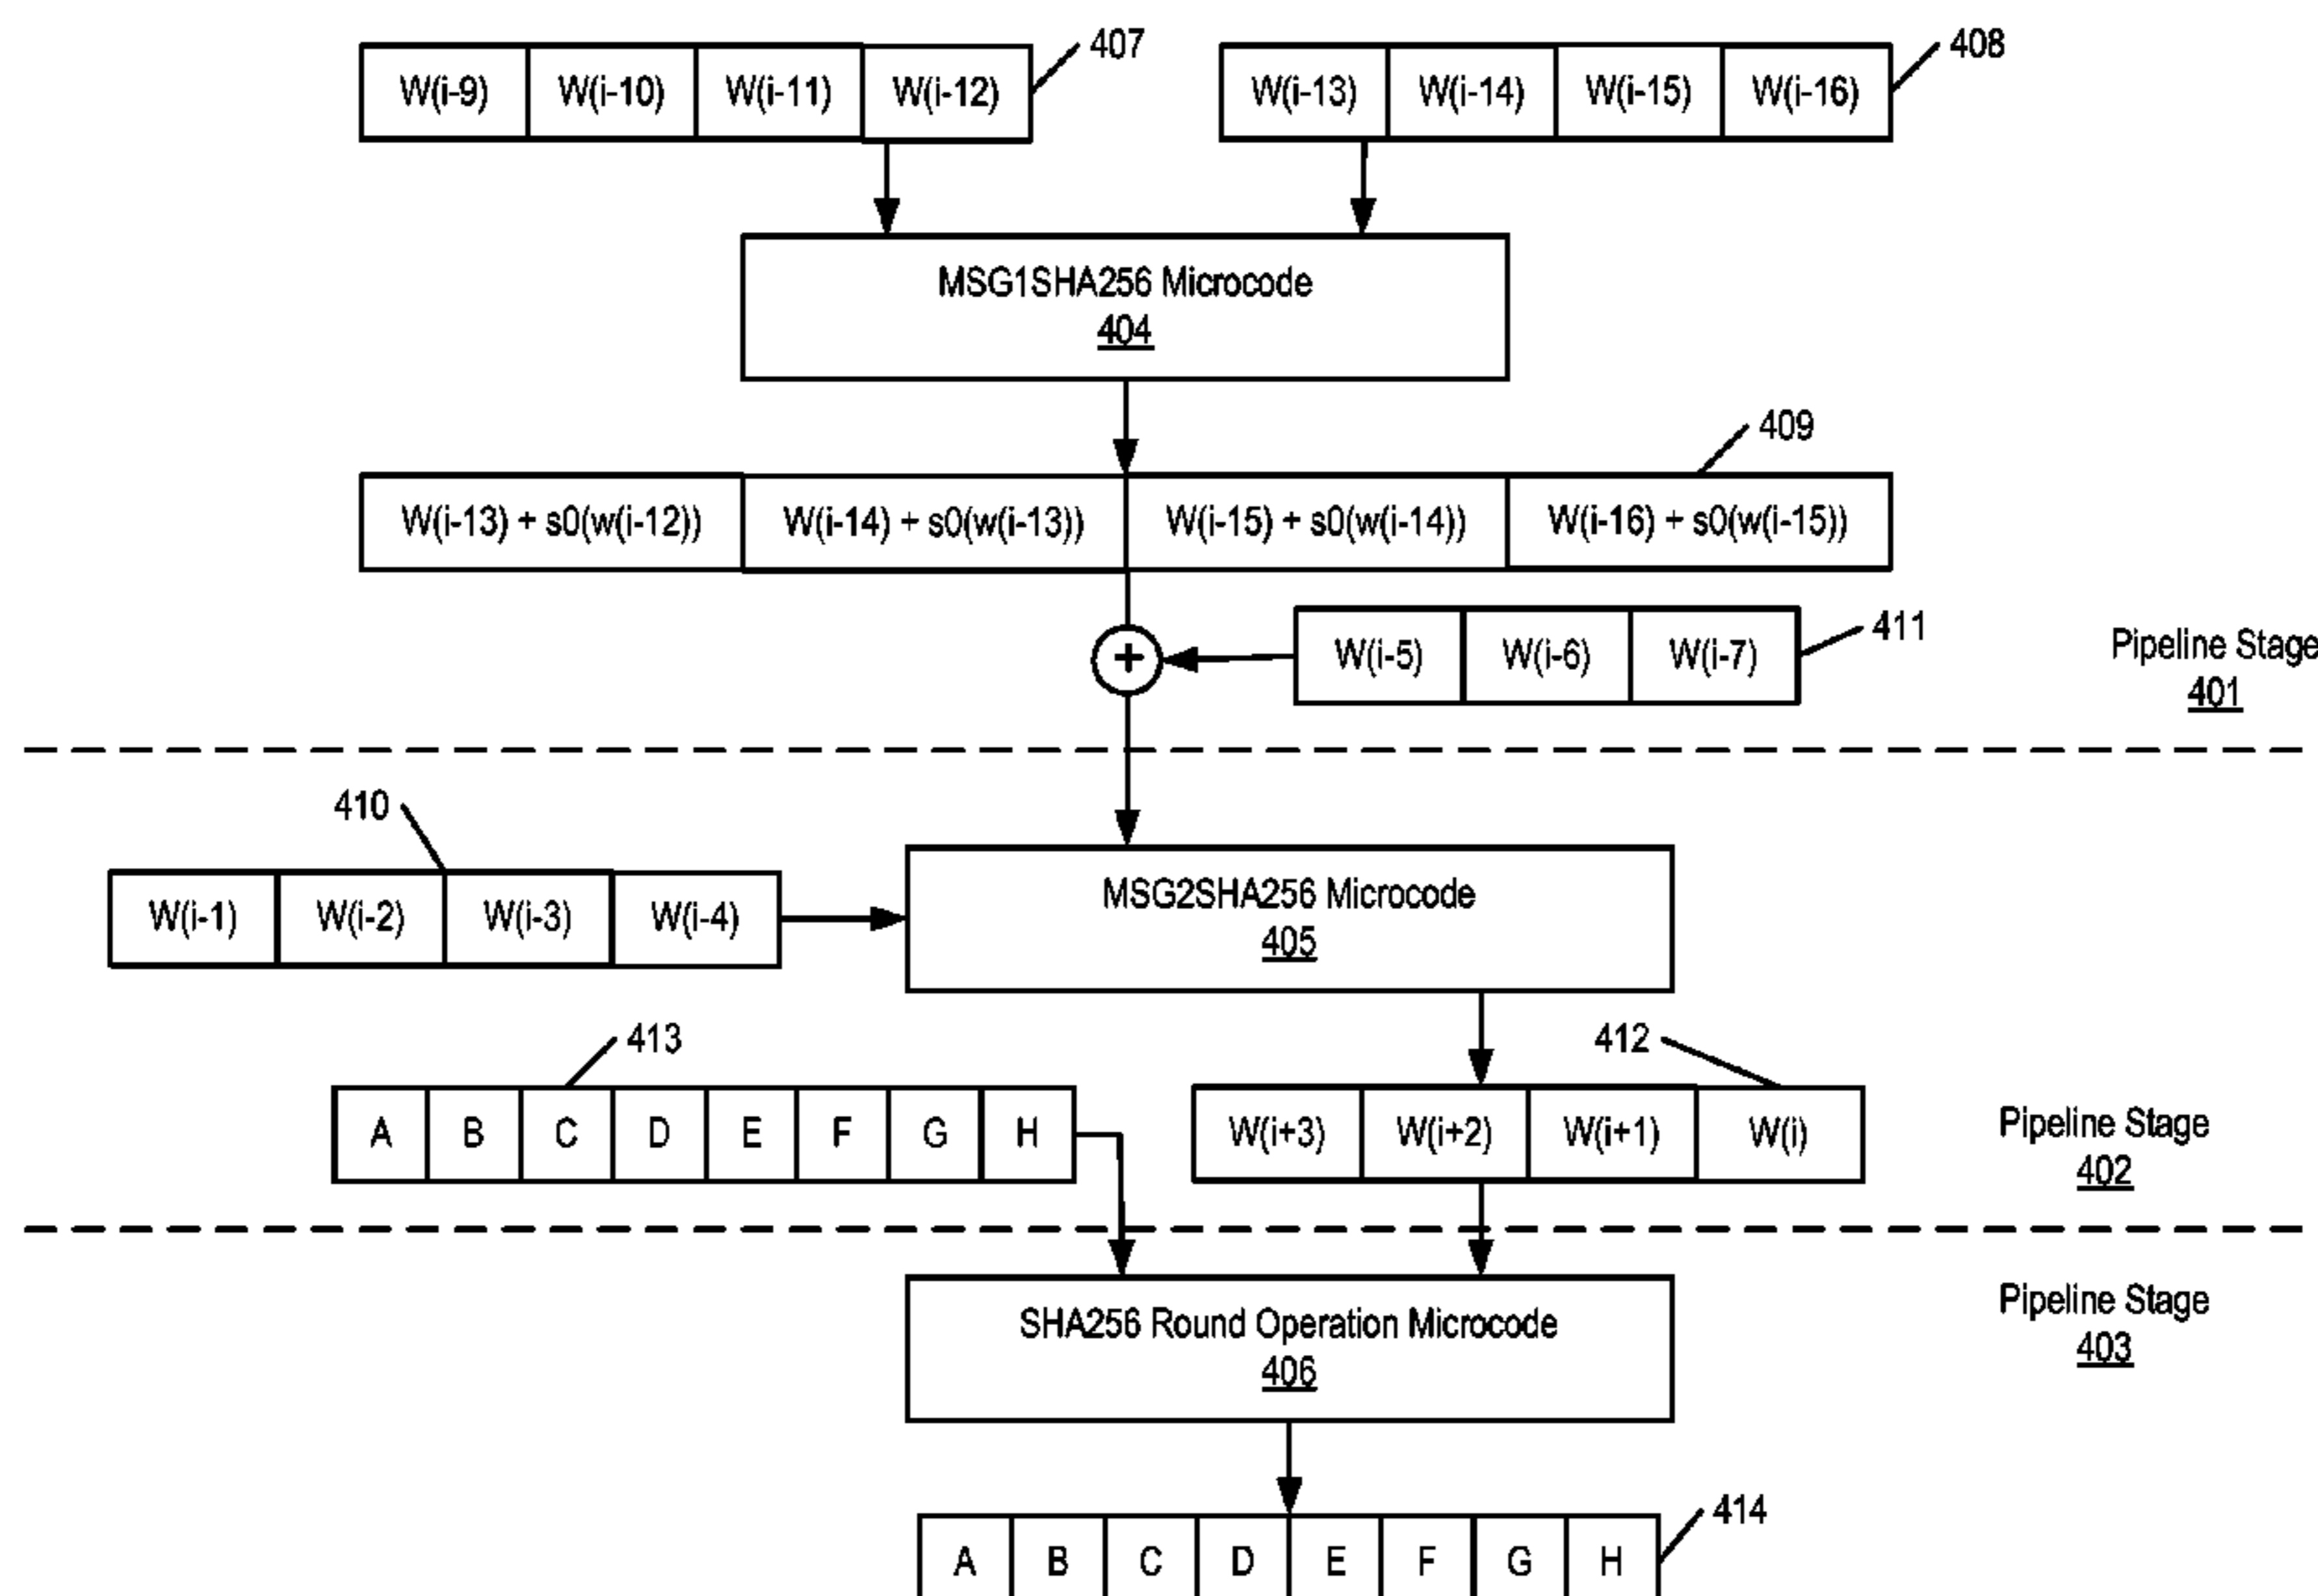 407
408
W(i-9) W(i-10) W(i-11) W(i-12)
W(i-13) W(i-14) W(i-15) W(i-16)
MSG1SHA256 Microcode
404
409
W(i-13) + s0(w(i-12)) W(i-14) + s0(w(i-13)) W(i-15) + s0(w(i-14)) W(i-16) + s0(w(i-15))
+
W(i-5) W(i-6) W(i-7)
411
Pipeline Stage
401
410
W(i-1) W(i-2) W(i-3) W(i-4)
MSG2SHA256 Microcode
405
413
412
A B C D E F G H
W(i+3) W(i+2) W(i+1) W(i)
Pipeline Stage
402
SHA256 Round Operation Microcode
406
Pipeline Stage
403
414
A B C D E F G H